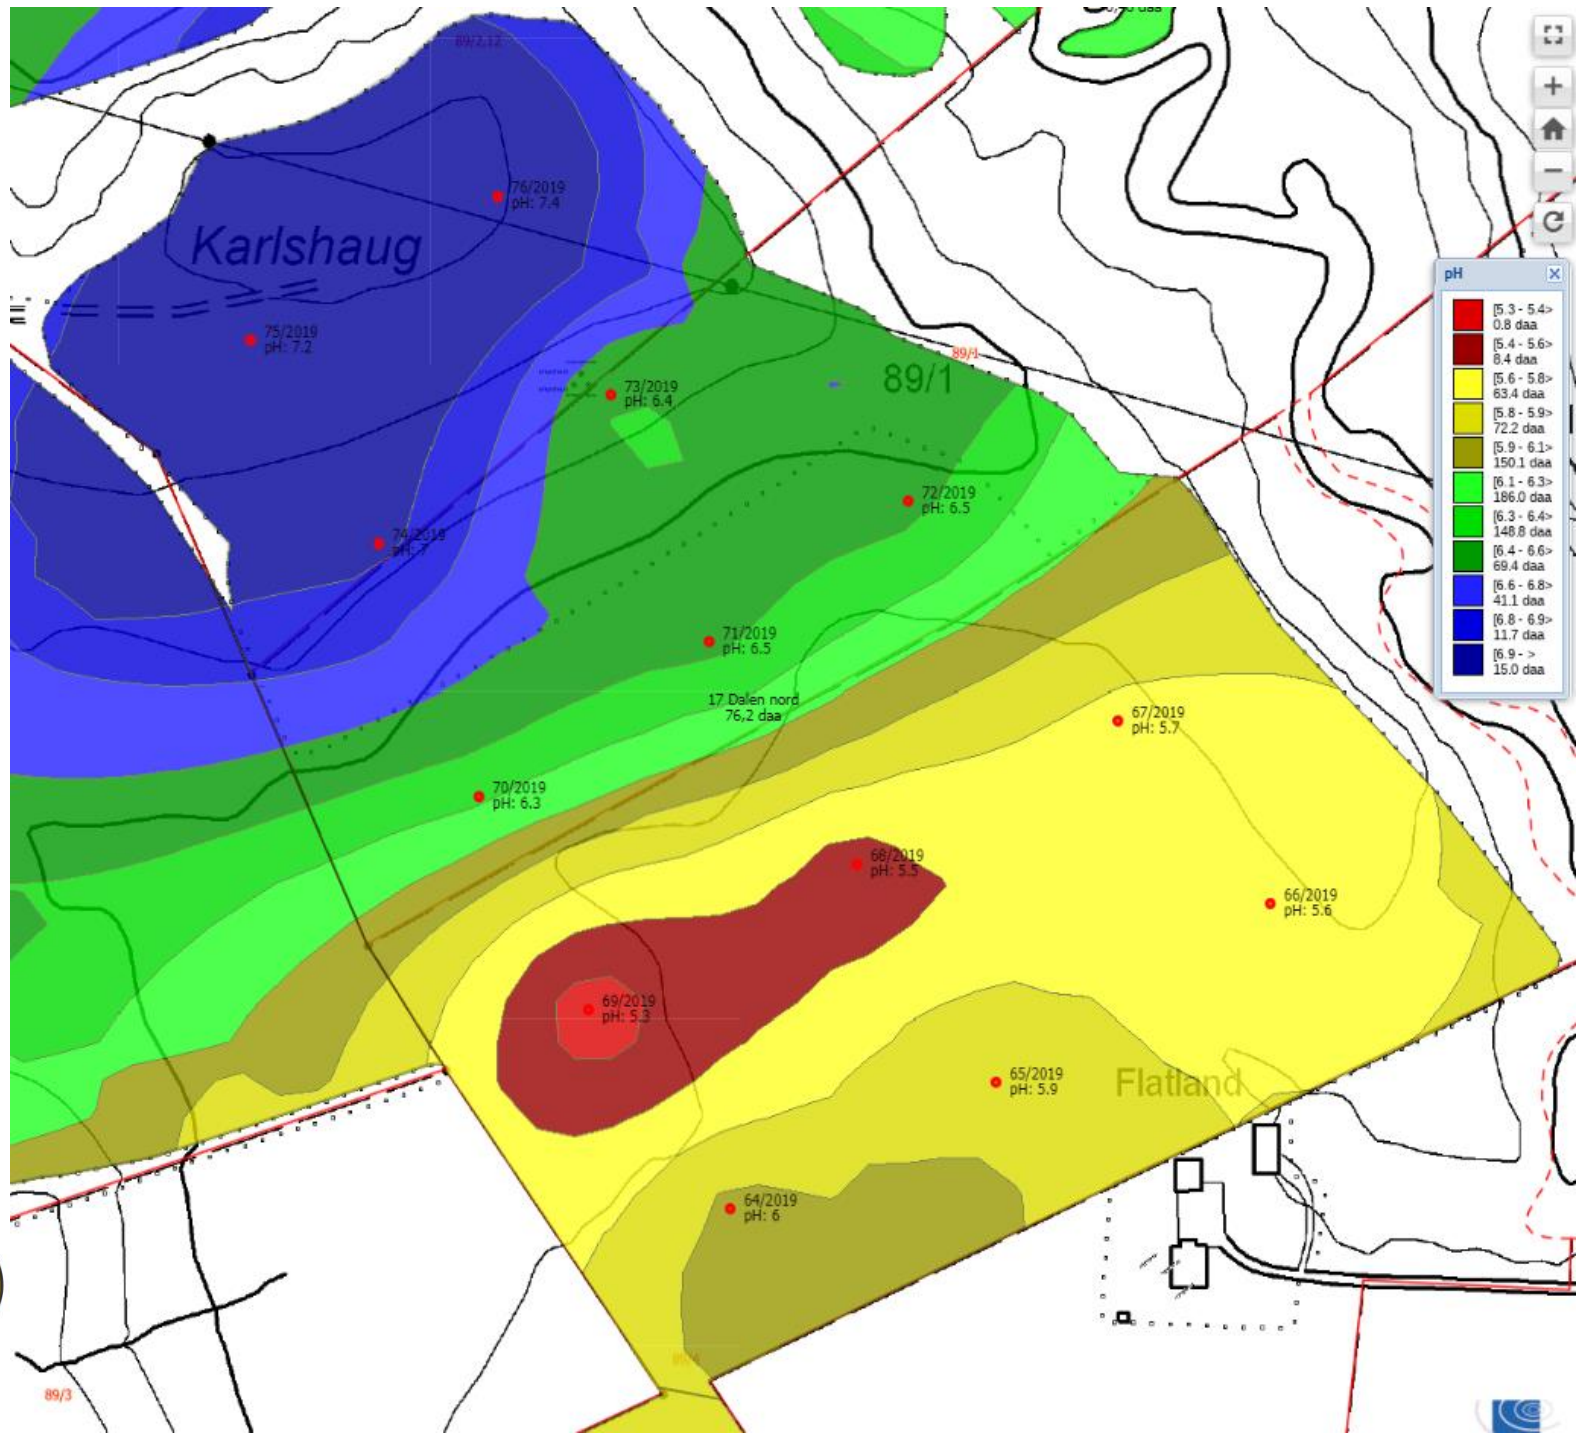 89/2,12
76/2019
pH: 7.4
Karlshaug
75/2019
pH: 7.2
73/2019
pH: 6.4
89/1
89/1
72/2019
pH: 6.5
74/2019
pH: 7
71/2019
pH: 6.5
17 Dalen nord
76,2 daa
67/2019
pH: 5.7
70/2019
pH: 6.3
68/2019
pH: 5.5
66/2019
pH: 5.6
69/2019
pH: 5.3
65/2019
pH: 5.9
Flatland
64/2019
pH: 6
89/3
pH
[5.3 - 5.4>
0.8 daa
[5.4 - 5.6>
8.4 daa
[5.6 - 5.8>
63.4 daa
[5.8 - 5.9>
72.2 daa
[5.9 - 6.1>
150.1 daa
[6.1 - 6.3>
186.0 daa
[6.3 - 6.4>
148.8 daa
[6.4 - 6.6>
69.4 daa
[6.6 - 6.8>
41.1 daa
[6.8 - 6.9>
11.7 daa
[6.9 - >
15.0 daa